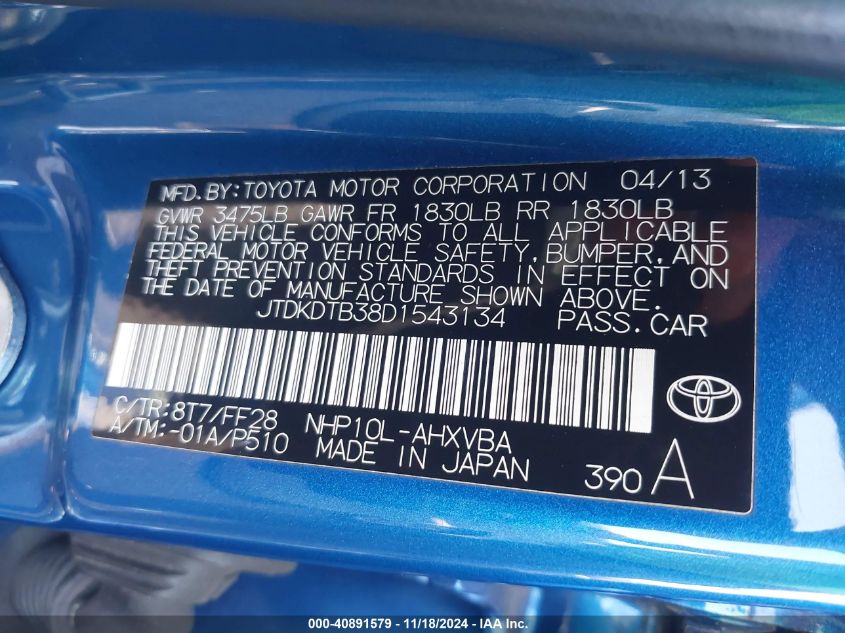 MFD. BY: TOYOTA MOTOR CORPORATION 04/13
GVWR 3475LB GAWR FR 1830LB RR 1830LB
THIS VEHICLE CONFORMS TO ALL APPLICABLE
FEDERAL MOTOR VEHICLE SAFETY, BUMPER, AND
THEFT PREVENTION STANDARDS IN EFFECT ON
THE DATE OF MANUFACTURE SHOWN ABOVE.
JTDKDTB38D1543134 PASS. CAR
C/TR: 8T7/FF28 NHP10L-AHXVBA
A/TM: -01A/P510 MADE IN JAPAN
390 A
000-40891579 - 11/18/2024 - IAA Inc.